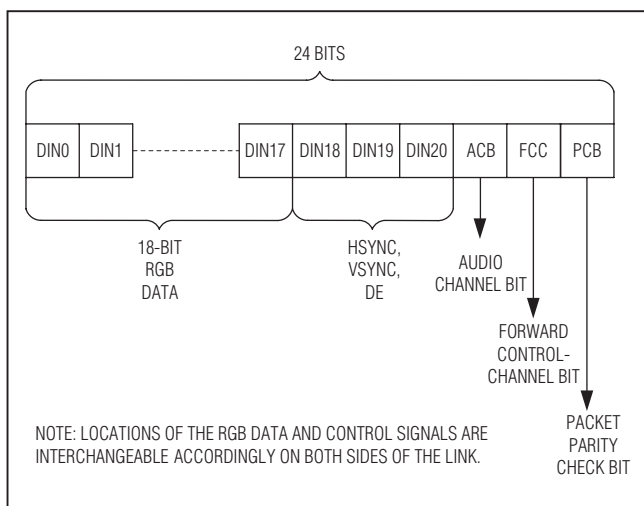 24 BITS
DIN0 DIN1 DIN17 DIN18 DIN19 DIN20 ACB FCC PCB
18-BIT
RGB
DATA
HSYNC,
VSYNC,
DE
AUDIO
CHANNEL BIT
FORWARD
CONTROL-
CHANNEL BIT
PACKET
PARITY
CHECK BIT
NOTE: LOCATIONS OF THE RGB DATA AND CONTROL SIGNALS ARE
INTERCHANGEABLE ACCORDINGLY ON BOTH SIDES OF THE LINK.